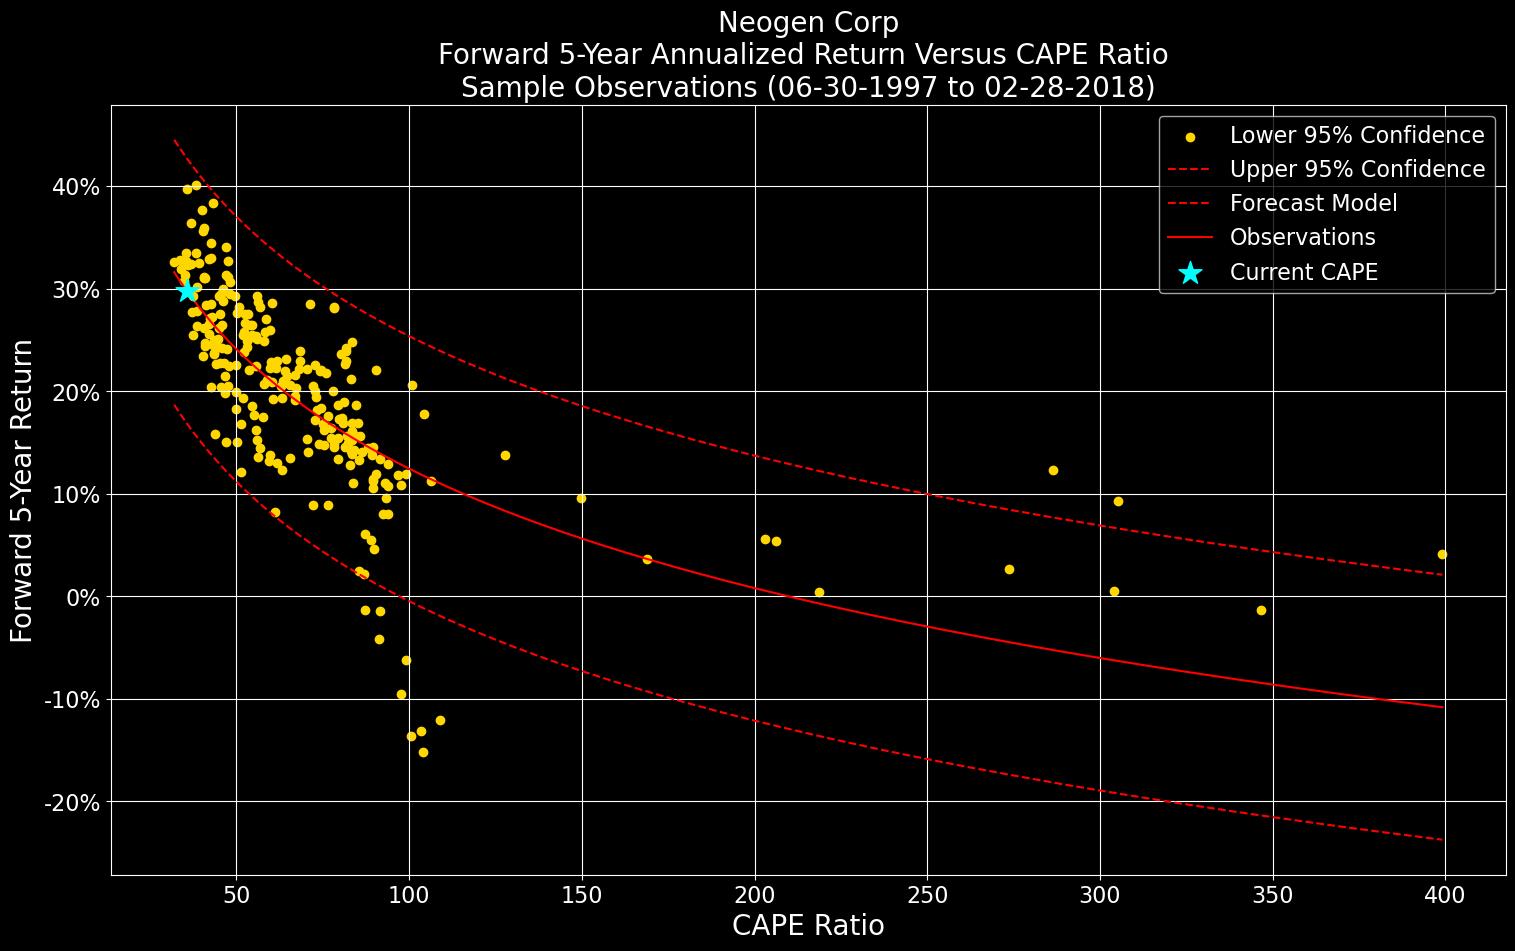 Neogen Corp
Forward 5-Year Annualized Return Versus CAPE Ratio
Sample Observations (06-30-1997 to 02-28-2018)
Lower 95% Confidence
Upper 95% Confidence
Forecast Model
Observations
Current CAPE
Forward 5-Year Return
40%
30%
20%
10%
0%
-10%
-20%
50 100 150 200 250 300 350 400
CAPE Ratio